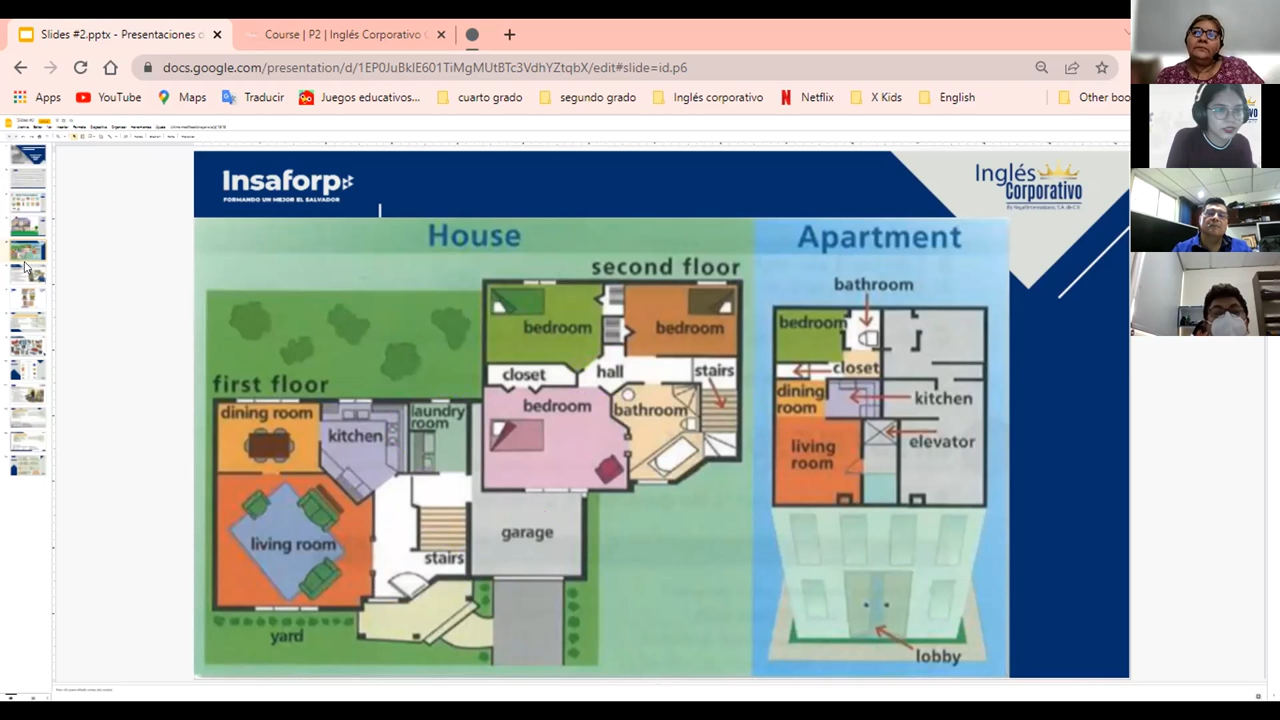 Slides #2.pptx - Presentaciones
Course | P2 | Inglés Corporativo
docs.google.com/presentation/d/1EP0JuBkIE601TiMgMUtsEc3VdhYZtqbX/edit#slide=id.p6
Apps YouTube Maps Traducir Juegos educativos... cuarto grado segundo grado Inglés corporativo Netflix X Kids English Other boo
Insaforp
FORMANDO UN MEJOR EL SALVADOR
Inglés
Corporativo
House
Apartment
second floor
bathroom
bedroom
bedroom
bedroom
closet
hall
stairs
closet
first floor
bedroom
bathroom
dining
room
kitchen
dining room
laundry
room
kitchen
elevator
living
room
garage
living room
stairs
yard
lobby